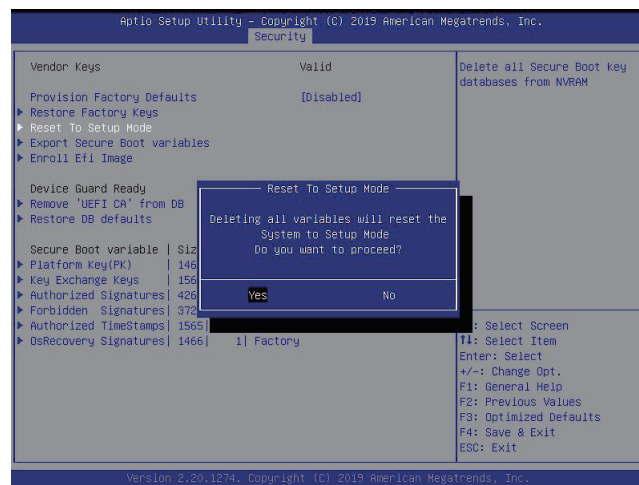 Aptio Setup Utility – Copyright (C) 2019 American Megatrends, Inc.
Security
Vendor Keys Valid
Provision Factory Defaults [Disabled]
Restore Factory Keys
Reset To Setup Mode
Export Secure Boot variables
Enroll Efi Image
Device Guard Ready
Remove 'UEFI CA' from DB
Restore DB defaults
Secure Boot variable | Siz
Platform Key(PK) | 146
Key Exchange Keys | 156
Authorized Signatures| 426
Forbidden Signatures| 372
Authorized TimeStamps| 1565|
OsRecovery Signatures| 1466| 1| Factory
Reset To Setup Mode
Deleting all variables will reset the
System to Setup Mode
Do you want to proceed?
Yes No
Delete all Secure Boot key
databases from NVRAM
: Select Screen
↑↓: Select Item
Enter: Select
+/-: Change Opt.
F1: General Help
F2: Previous Values
F3: Optimized Defaults
F4: Save & Exit
ESC: Exit
Version 2.20.1274. Copyright (C) 2019 American Megatrends, Inc.